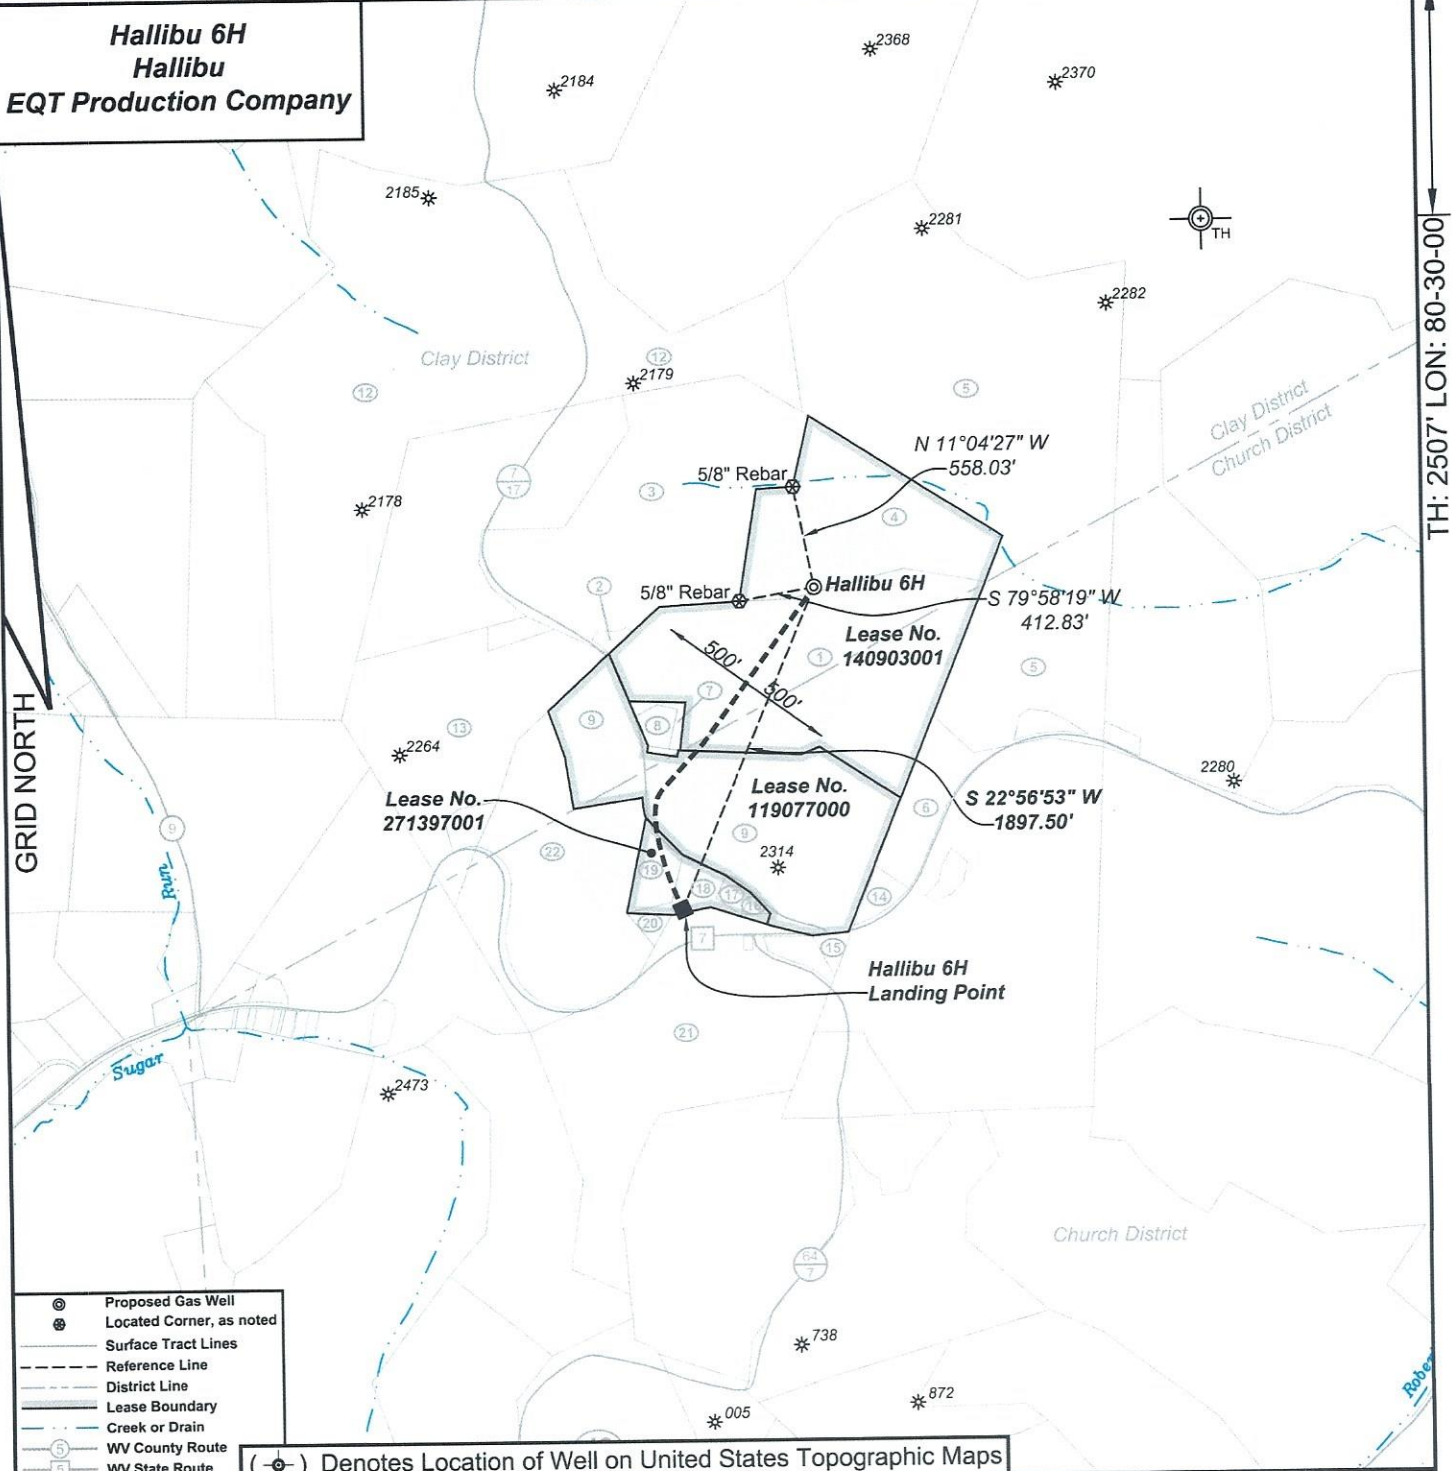 Hallibu 6H
Hallibu
EQT Production Company
2368
2370
2184
2185
2281
TH
2282
TH: 2507' LON: 80-30-00
Clay District
12
12
2179
5
Clay District
Church District
N 11°04'27" W
558.03'
5/8" Rebar
7
17
3
2178
4
2
5/8" Rebar
Hallibu 6H
S 79°58'19" W
412.83'
Lease No.
140903001
1
5
500'
500'
7
GRID NORTH
9
8
13
2264
2280
Lease No.
271397001
Lease No.
119077000
S 22°56'53" W
1897.50'
6
9
9
22
2314
Run
19
18
17
16
14
20
7
15
Hallibu 6H
Landing Point
21
Sugar
2473
Church District
64
7
738
872
005
Proposed Gas Well
Located Corner, as noted
Surface Tract Lines
Reference Line
District Line
Lease Boundary
Creek or Drain
5 WV County Route
5 WV State Route
( ) Denotes Location of Well on United States Topographic Maps